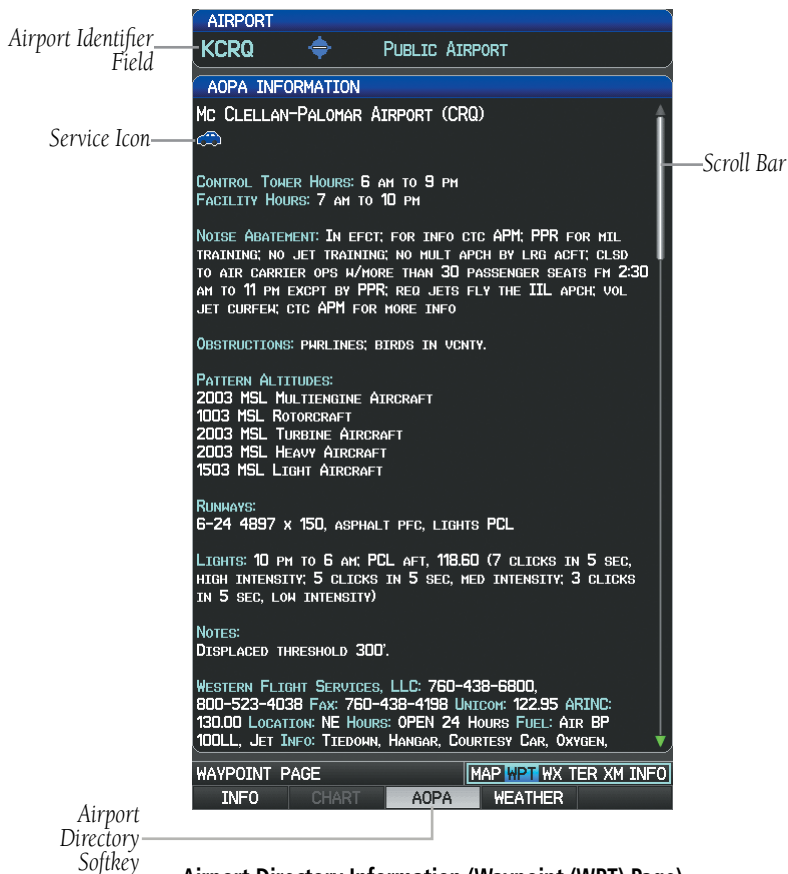 AIRPORT
Airport Identifier
Field
KCRQ PUBLIC AIRPORT
AOPA INFORMATION
MC CLELLAN-PALOMAR AIRPORT (CRQ)
Service Icon
Scroll Bar
CONTROL TOWER HOURS: 6 AM TO 9 PM
FACILITY HOURS: 7 AM TO 10 PM
NOISE ABATEMENT: IN EFCT; FOR INFO CTC APM; PPR FOR MIL
TRAINING; NO JET TRAINING; NO MULT APCH BY LRG ACFT; CLSD
TO AIR CARRIER OPS W/MORE THAN 30 PASSENGER SEATS FM 2:30
AM TO 11 PM EXCPT BY PPR; REQ JETS FLY THE IIL APCH; VOL
JET CURFEW; CTC APM FOR MORE INFO
OBSTRUCTIONS: PWRLINES; BIRDS IN VCNTY.
PATTERN ALTITUDES:
2003 MSL MULTIENGINE AIRCRAFT
1003 MSL ROTORCRAFT
2003 MSL TURBINE AIRCRAFT
2003 MSL HEAVY AIRCRAFT
1503 MSL LIGHT AIRCRAFT
RUNWAYS:
6-24 4897 X 150, ASPHALT PFC, LIGHTS PCL
LIGHTS: 10 PM TO 6 AM; PCL AFT, 118.60 (7 CLICKS IN 5 SEC,
HIGH INTENSITY; 5 CLICKS IN 5 SEC, MED INTENSITY; 3 CLICKS
IN 5 SEC, LOW INTENSITY)
NOTES:
DISPLACED THRESHOLD 300'.
WESTERN FLIGHT SERVICES, LLC: 760-438-6800,
800-523-4038 FAX: 760-438-4198 UNICOM: 122.95 ARINC:
130.00 LOCATION: NE HOURS: OPEN 24 HOURS FUEL: AIR BP
100LL, JET INFO: TIEDOWN, HANGAR, COURTESY CAR, OXYGEN,
WAYPOINT PAGE MAP WPT WX TER XM INFO
INFO CHART AOPA WEATHER
Airport
Directory
Softkey
Airport Directory Information (Waypoint (WPT) Page)